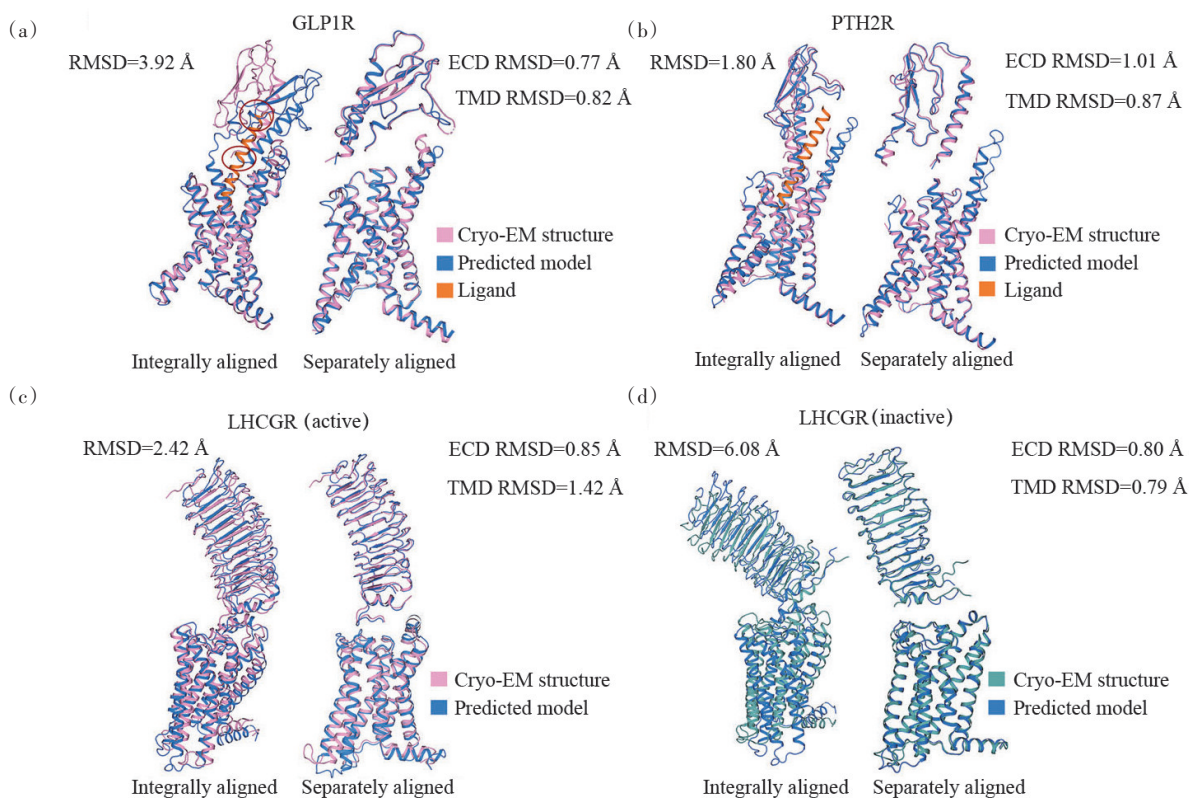 (a)
GLP1R
RMSD=3.92 Å
ECD RMSD=0.77 Å
TMD RMSD=0.82 Å
Cryo-EM structure
Predicted model
Ligand
Integrally aligned
Separately aligned
(b)
PTH2R
RMSD=1.80 Å
ECD RMSD=1.01 Å
TMD RMSD=0.87 Å
Cryo-EM structure
Predicted model
Ligand
Integrally aligned
Separately aligned
(c)
LHCGR (active)
RMSD=2.42 Å
ECD RMSD=0.85 Å
TMD RMSD=1.42 Å
Cryo-EM structure
Predicted model
Integrally aligned
Separately aligned
(d)
LHCGR (inactive)
RMSD=6.08 Å
ECD RMSD=0.80 Å
TMD RMSD=0.79 Å
Cryo-EM structure
Predicted model
Integrally aligned
Separately aligned